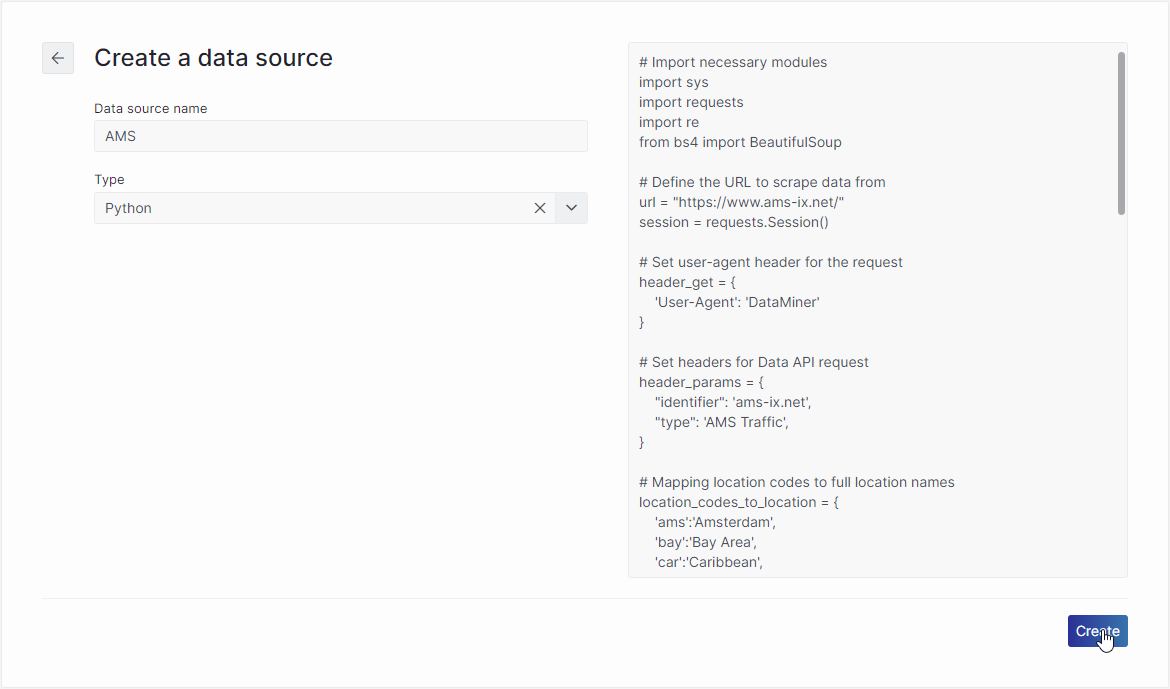 Create a data source
Data source name
AMS
Type
Python
# Import necessary modules
import sys
import requests
import re
from bs4 import BeautifulSoup

# Define the URL to scrape data from
url = "https://www.ams-ix.net/"
session = requests.Session()

# Set user-agent header for the request
header_get = {
    'User-Agent': 'DataMiner'
}

# Set headers for Data API request
header_params = {
    "identifier": 'ams-ix.net',
    "type": 'AMS Traffic',
}

# Mapping location codes to full location names
location_codes_to_location = {
    'ams':'Amsterdam',
    'bay':'Bay Area',
    'car':'Caribbean',
Create